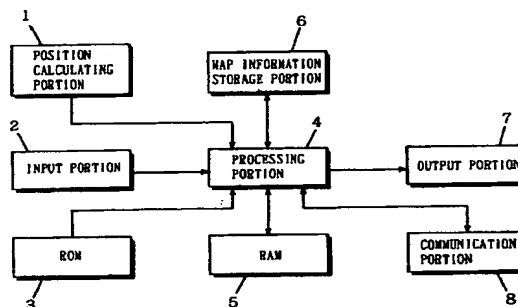 1
POSITION
CALCULATING
PORTION
6
MAP INFORMATION
STORAGE PORTION
2
INPUT PORTION
4
PROCESSING
PORTION
7
OUTPUT PORTION
ROM
3
RAM
5
COMMUNICATION
PORTION
8